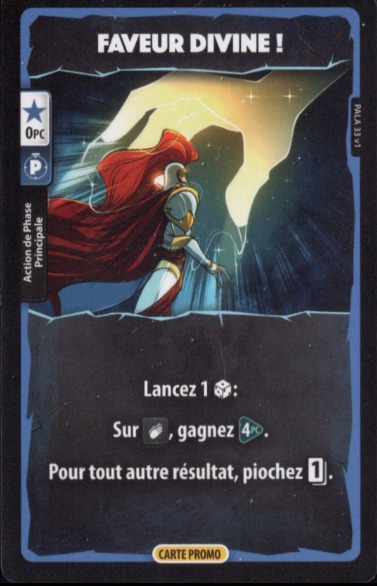 FAVEUR DIVINE !
0PC
P
Action de Phase
Principale
PALA 33 v1
Lancez 1 :
Sur , gagnez 4PC.
Pour tout autre résultat, piochez 1.
CARTE PROMO